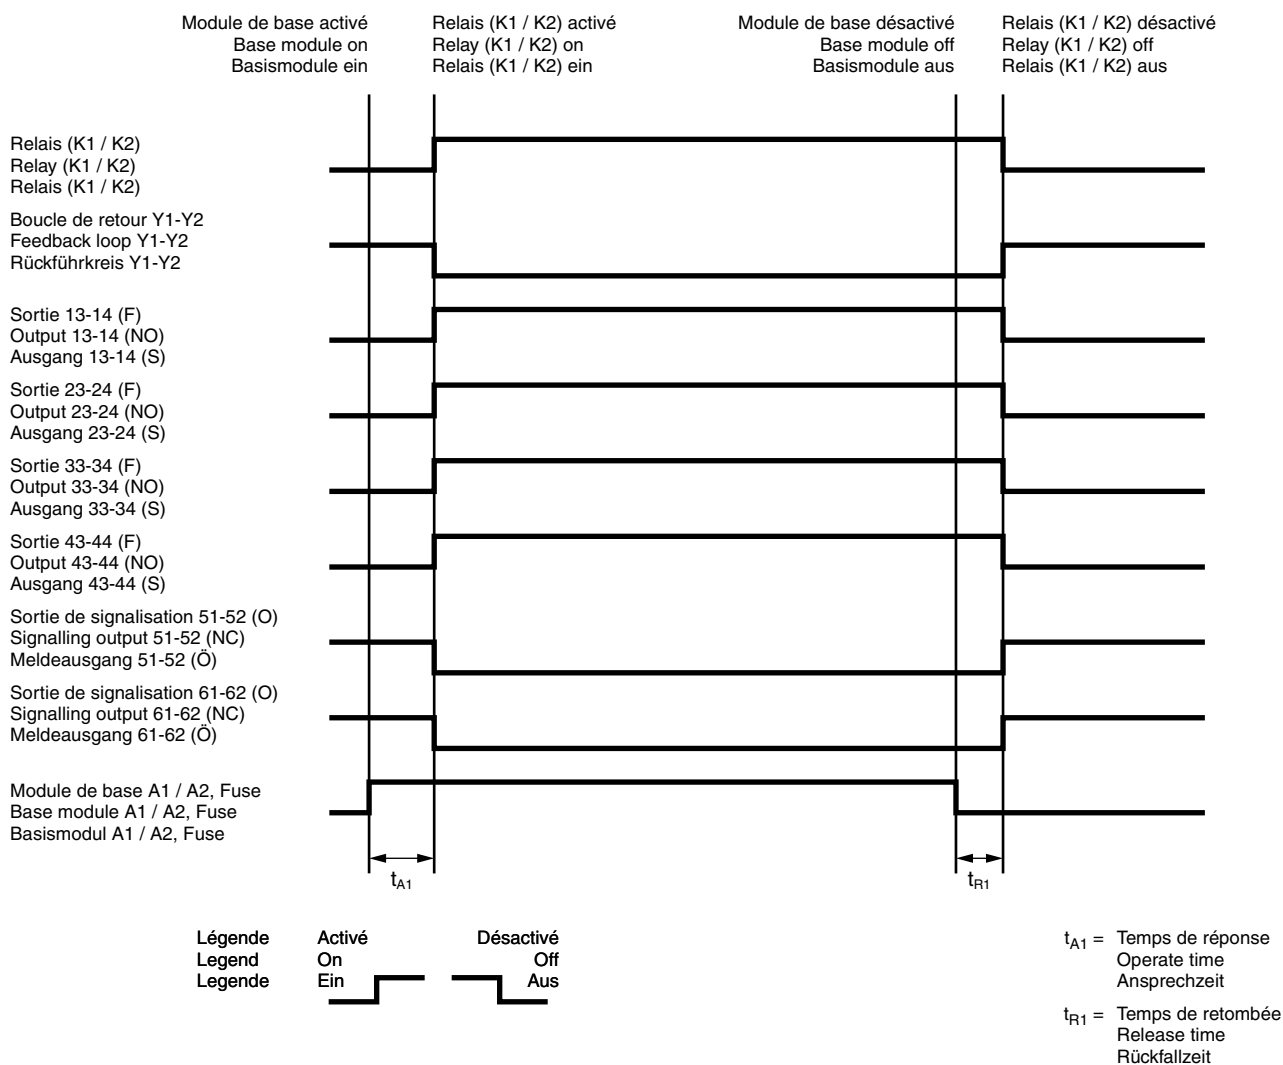 Module de base activé
Base module on
Basismodule ein
Relais (K1 / K2) activé
Relay (K1 / K2) on
Relais (K1 / K2) ein
Module de base désactivé
Base module off
Basismodule aus
Relais (K1 / K2) désactivé
Relay (K1 / K2) off
Relais (K1 / K2) aus
Relais (K1 / K2)
Relay (K1 / K2)
Relais (K1 / K2)
Boucle de retour Y1-Y2
Feedback loop Y1-Y2
Rückführkreis Y1-Y2
Sortie 13-14 (F)
Output 13-14 (NO)
Ausgang 13-14 (S)
Sortie 23-24 (F)
Output 23-24 (NO)
Ausgang 23-24 (S)
Sortie 33-34 (F)
Output 33-34 (NO)
Ausgang 33-34 (S)
Sortie 43-44 (F)
Output 43-44 (NO)
Ausgang 43-44 (S)
Sortie de signalisation 51-52 (O)
Signalling output 51-52 (NC)
Meldeausgang 51-52 (Ö)
Sortie de signalisation 61-62 (O)
Signalling output 61-62 (NC)
Meldeausgang 61-62 (Ö)
Module de base A1 / A2, Fuse
Base module A1 / A2, Fuse
Basismodul A1 / A2, Fuse
tA1
tR1
Légende Activé Désactivé
Legend On Off
Legende Ein Aus
tA1 = Temps de réponse
Operate time
Ansprechzeit
tR1 = Temps de retombée
Release time
Rückfallzeit